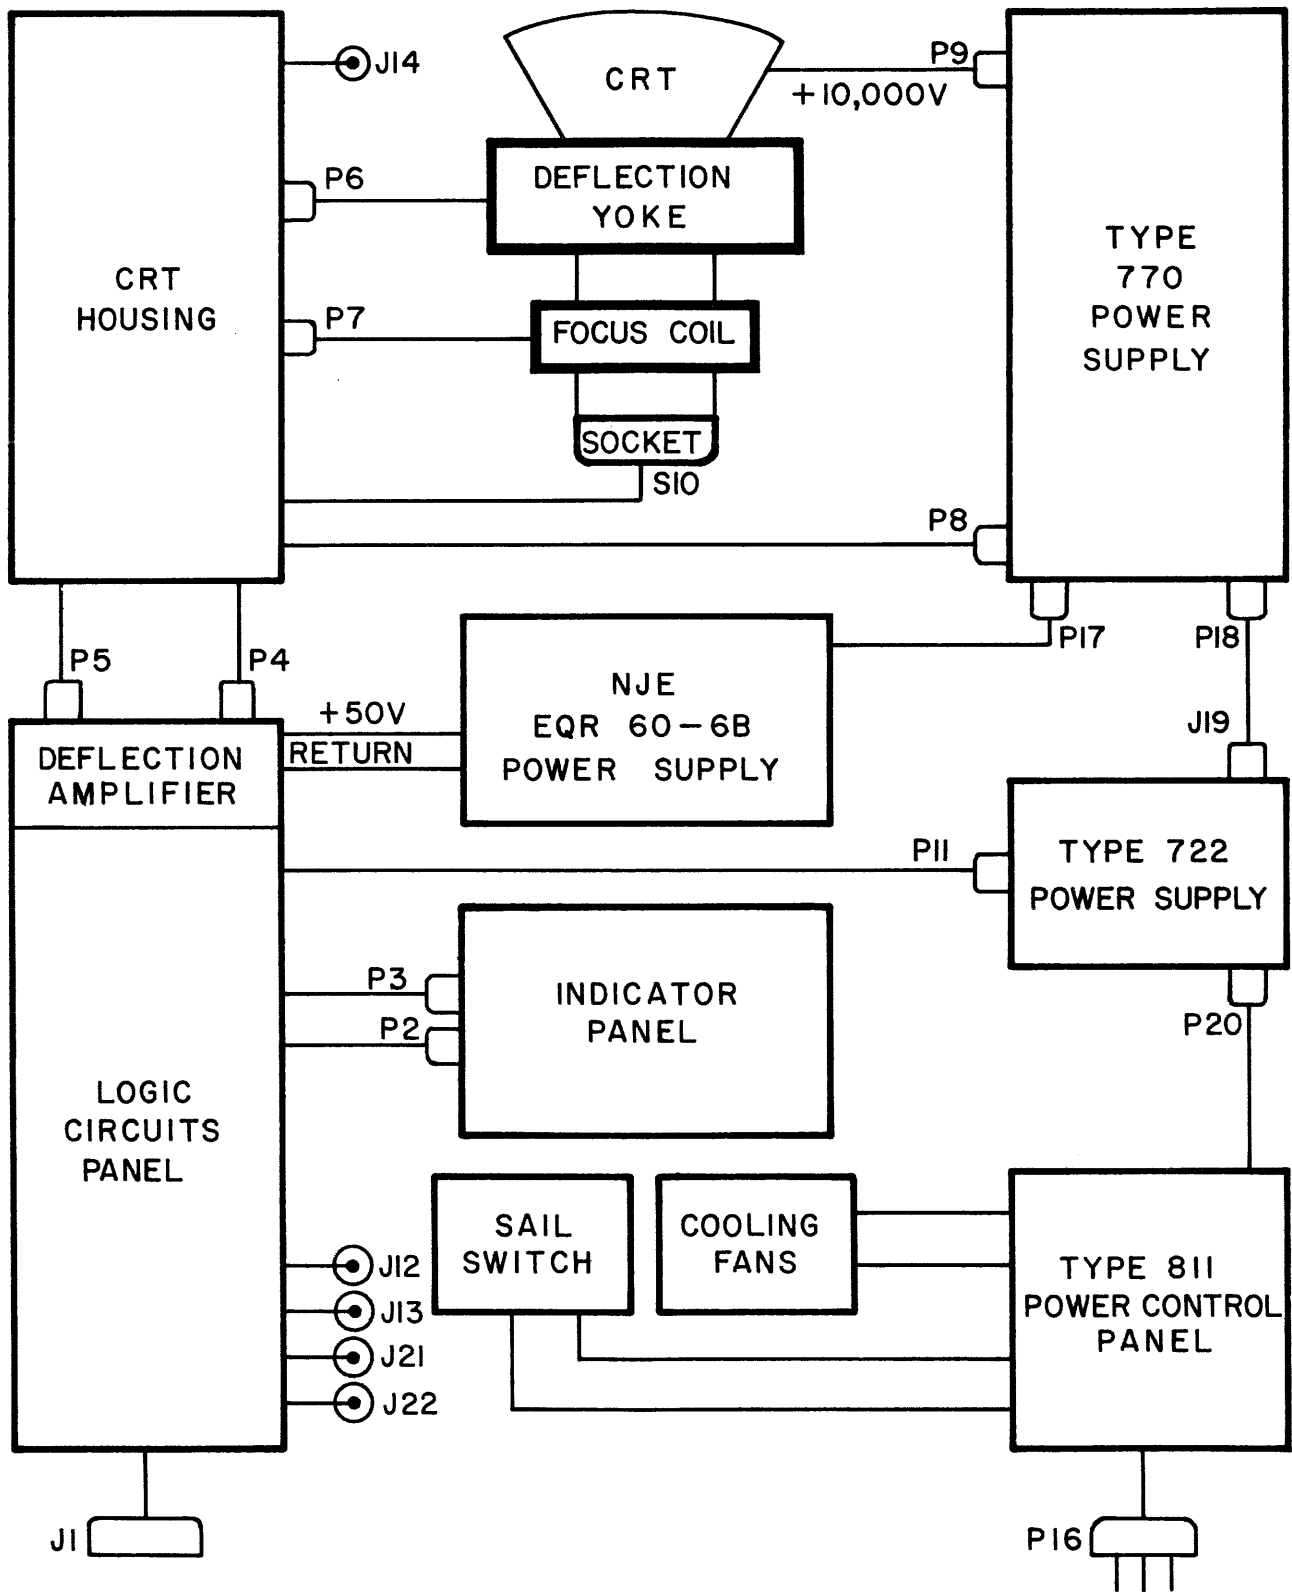 J14
CRT
P9
+10,000V
P6
DEFLECTION
YOKE
CRT
HOUSING
TYPE
770
POWER
SUPPLY
P7
FOCUS COIL
SOCKET
S10
P8
P17
P18
P5
P4
+50V
RETURN
NJE
EQR 60-6B
POWER SUPPLY
J19
DEFLECTION
AMPLIFIER
P11
TYPE 722
POWER SUPPLY
P3
P2
INDICATOR
PANEL
P20
LOGIC
CIRCUITS
PANEL
SAIL
SWITCH
COOLING
FANS
J12
J13
J21
J22
TYPE 811
POWER CONTROL
PANEL
J1
P16